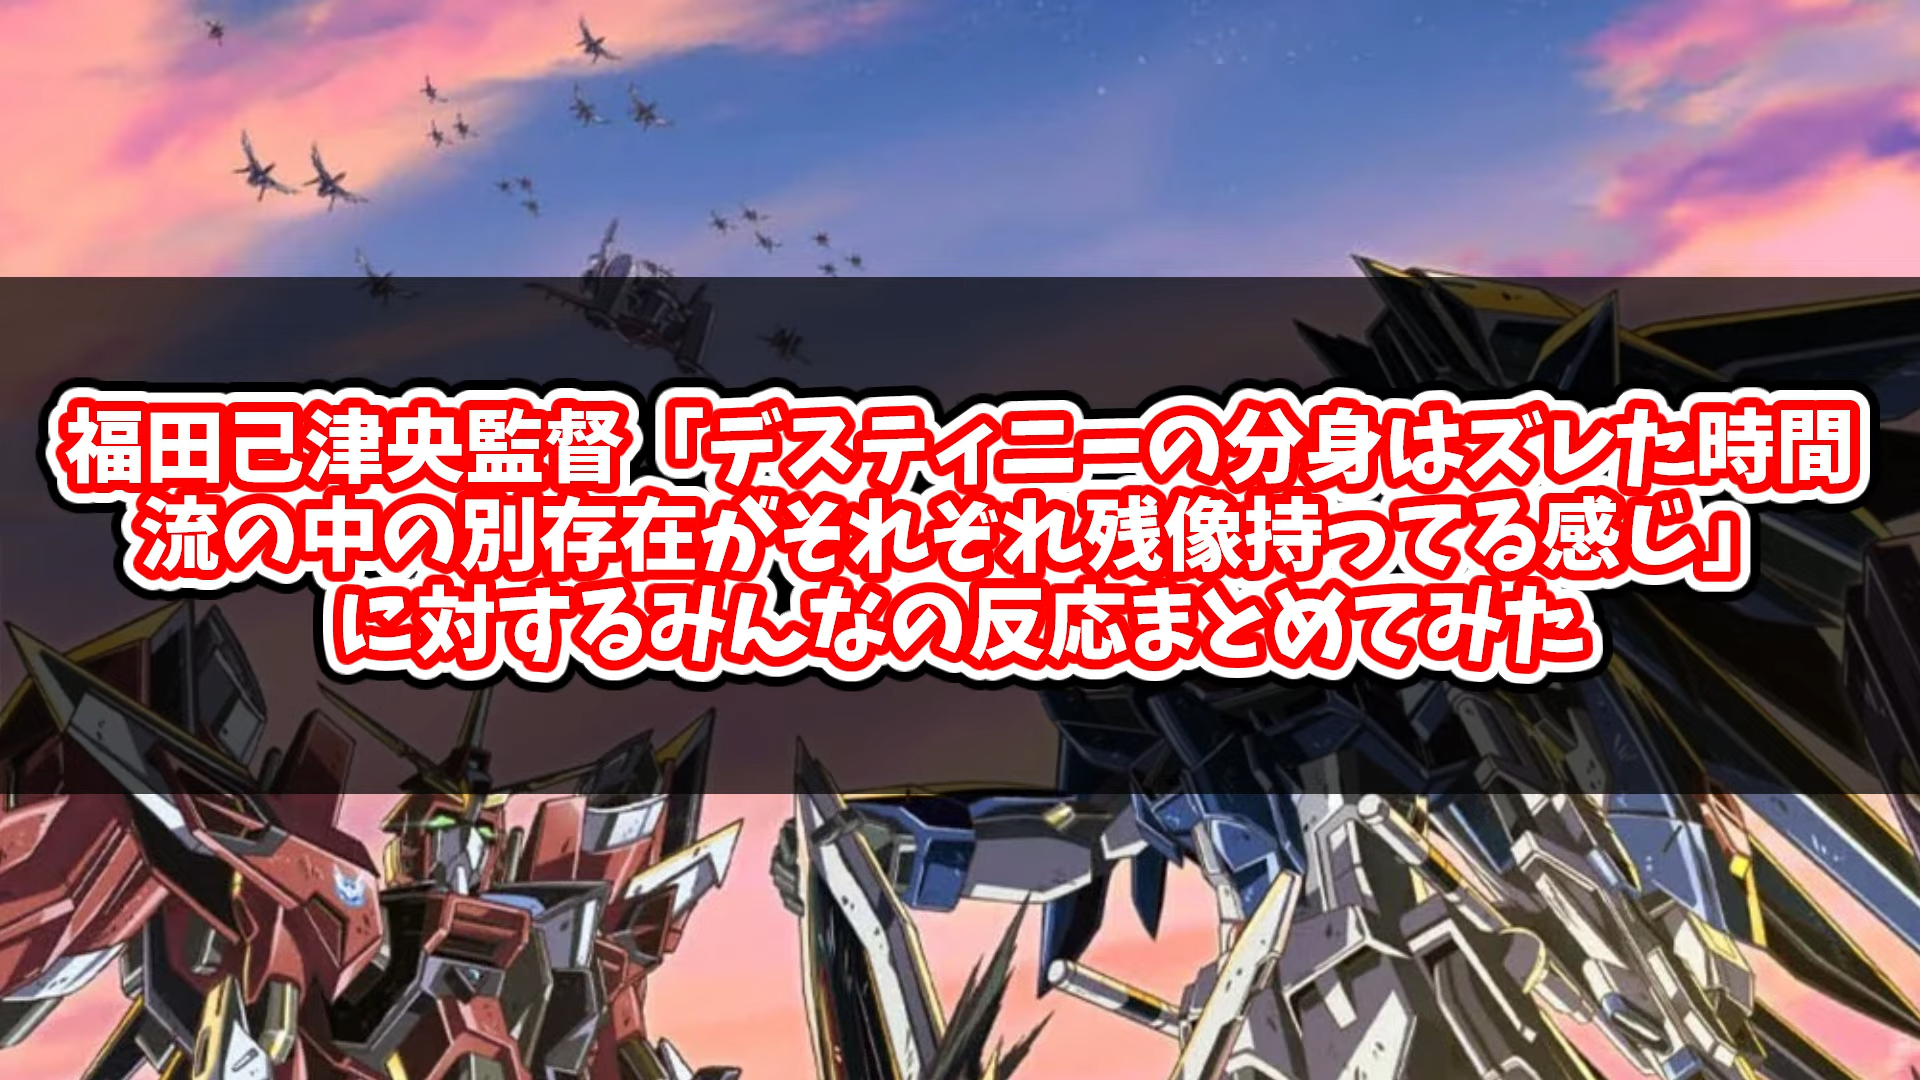 福田己津央監督「デスティニーの分身はズレた時間
流の中の別存在がそれぞれ残像持ってる感じ」
に対するみんなの反応まとめてみた